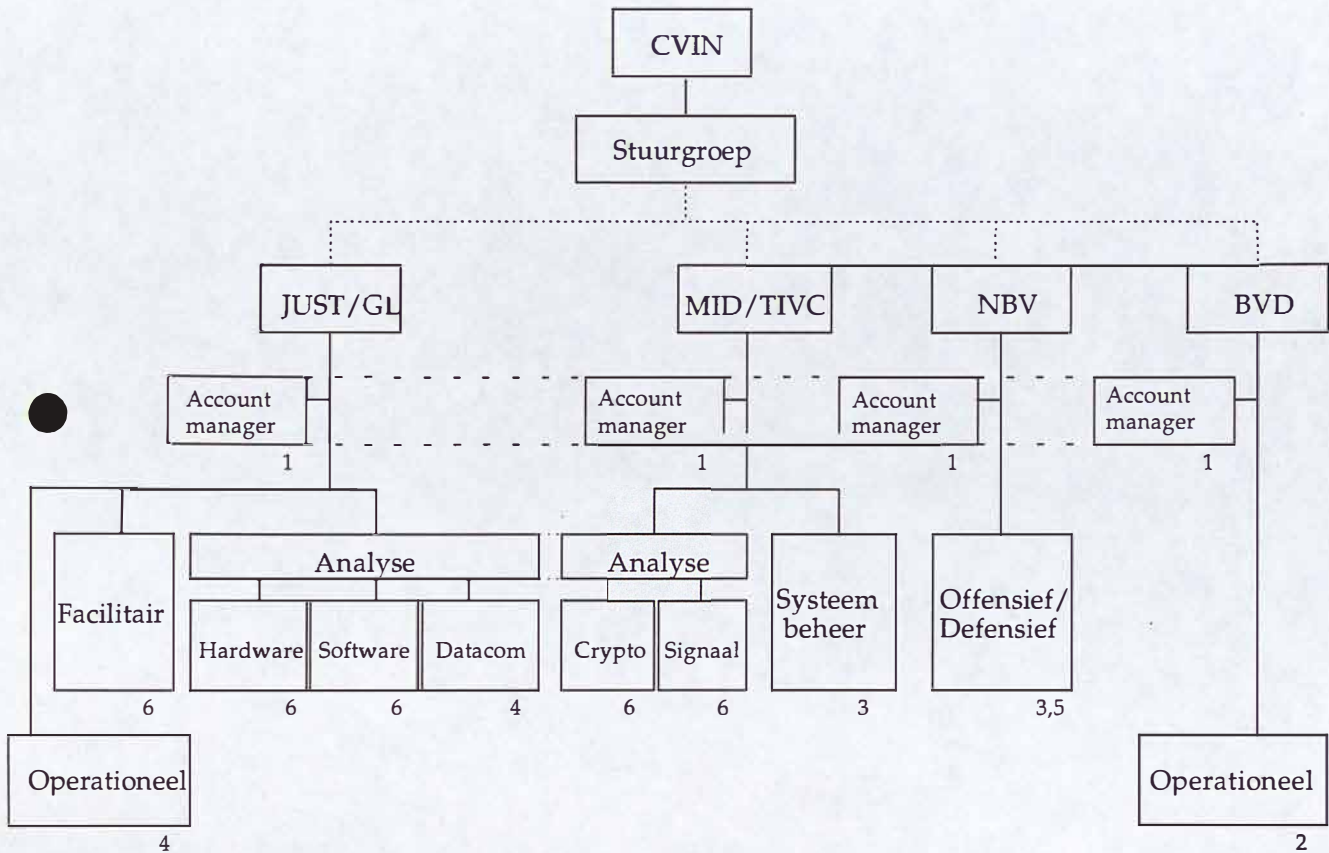 CVIN
Stuurgroep
JUST/GL
MID/TIVC
NBV
BVD
Account
manager
1
Account
manager
1
Account
manager
1
Account
manager
1
Facilitair
6
Analyse
Hardware
6
Software
6
Datacom
4
Analyse
Crypto
6
Signaal
6
Systeem
beheer
3
Offensief/
Defensief
3,5
Operationeel
4
Operationeel
2